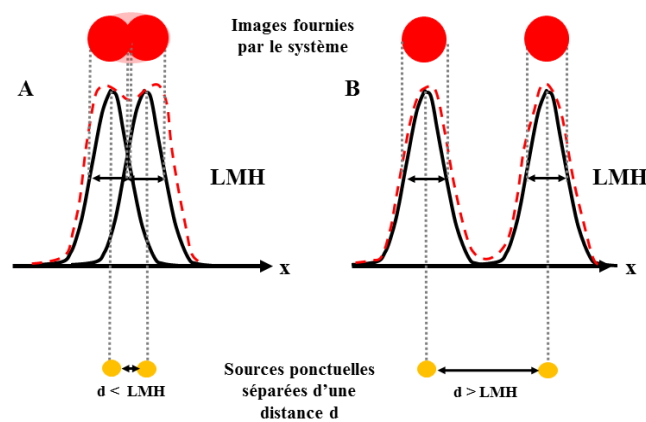 Images fournies
par le système
A
B
LMH
LMH
x
x
Sources ponctuelles
séparées d'une
distance d
d < LMH
d > LMH